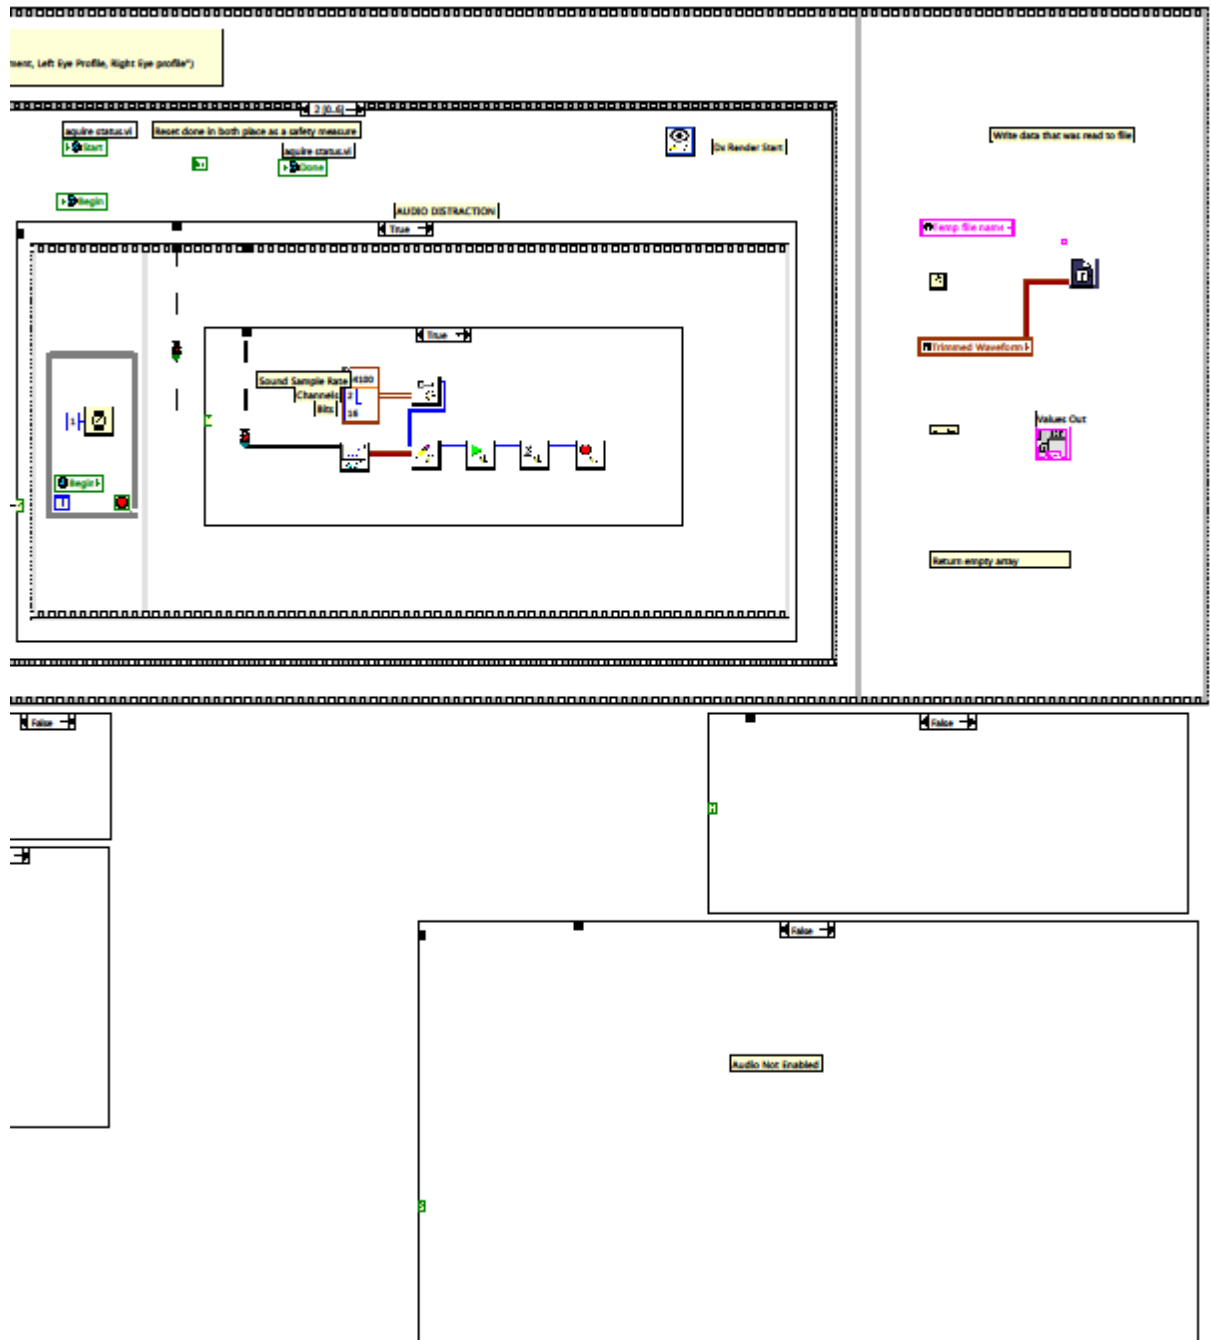 ment, Left Eye Profile, Right Eye profile")
2 [0..6]
aquire status.vi
Reset done in both place as a safety measure
Start
aquire status.vi
Done
Dx Render Start
Write data that was read to file
Begin
AUDIO DISTRACTION
True
Temp file name
True
Trimmed Waveform
Sound Sample Rate
44100
Channels
2
Bits
16
1
Values Out
Begin
i
Return empty array
False
False
False
Audio Not Enabled